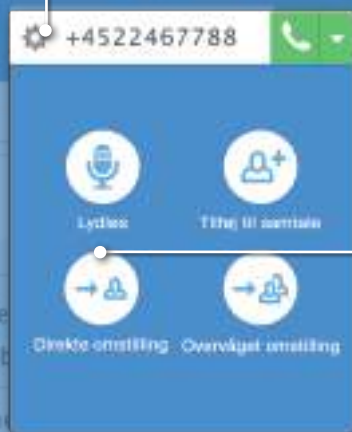 +4522467788
Lydløs
Tilføj til samtale
Direkte omstilling
Overvåget omstilling